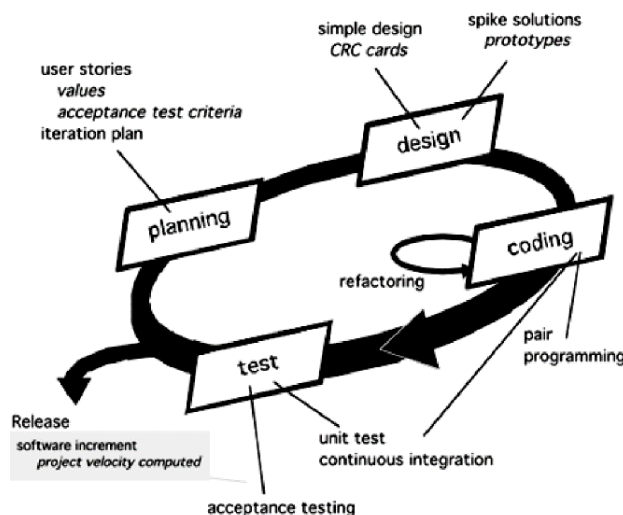 spike solutions
prototypes
simple design
CRC cards
user stories
values
acceptance test criteria
iteration plan
design
planning
coding
refactoring
pair
programming
test
Release
software increment
project velocity computed
unit test
continuous integration
acceptance testing